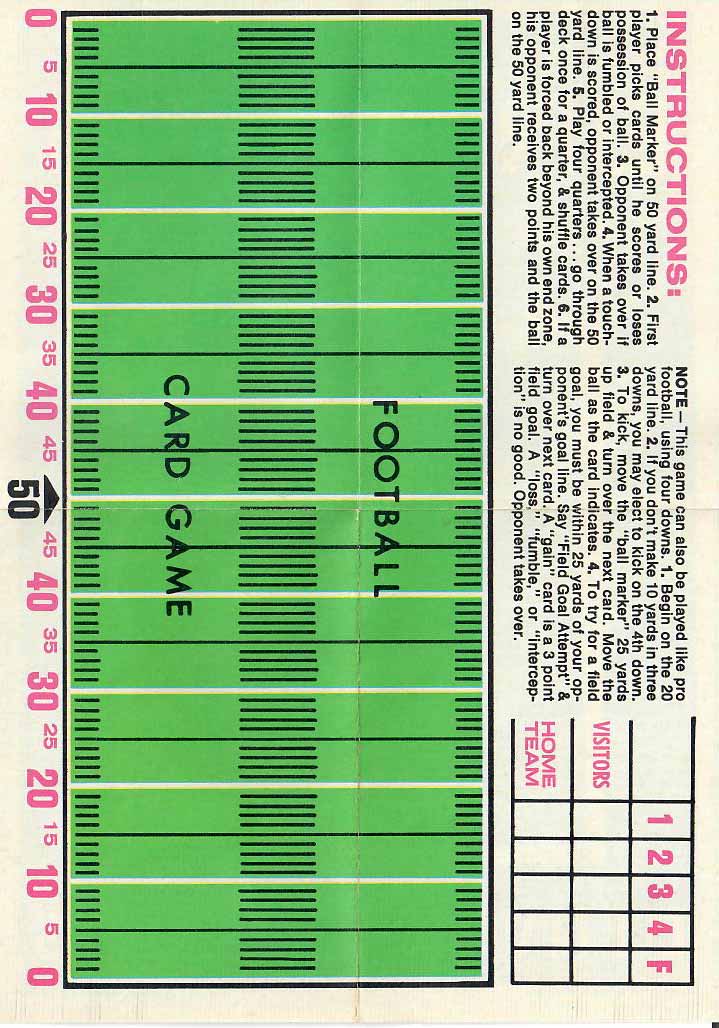 INSTRUCTIONS:
1. Place "Ball Marker" on 50 yard line. 2. First
player picks cards until he scores or loses
possession of ball. 3. Opponent takes over if
ball is fumbled or intercepted. 4. When a touch-
down is scored, opponent takes over on the 50
yard line. 5. Play four quarters . . . go through
deck once for a quarter, & shuffle cards. 6. If a
player is forced back beyond his own end zone,
his opponent receives two points and the ball
on the 50 yard line.
NOTE — This game can also be played like pro
football, using four downs. 1. Begin on the 20
yard line. 2. If you don't make 10 yards in three
downs, you may elect to kick on the 4th down.
3. To kick, move the "ball marker" 25 yards
up field & turn over the next card. Move the
ball as the card indicates. 4. To try for a field
goal, you must be within 25 yards of your op-
ponent's goal line. Say "Field Goal Attempt" &
turn over next card. A "gain" card is a 3 point
field goal. A "loss," "fumble," or "intercep-
tion" is no good. Opponent takes over.
1 2 3 4 F
VISITORS
HOME
TEAM
FOOTBALL
CARD GAME
0 5 10 15 20 25 30 35 40 45 50 45 40 35 30 25 20 15 10 5 0